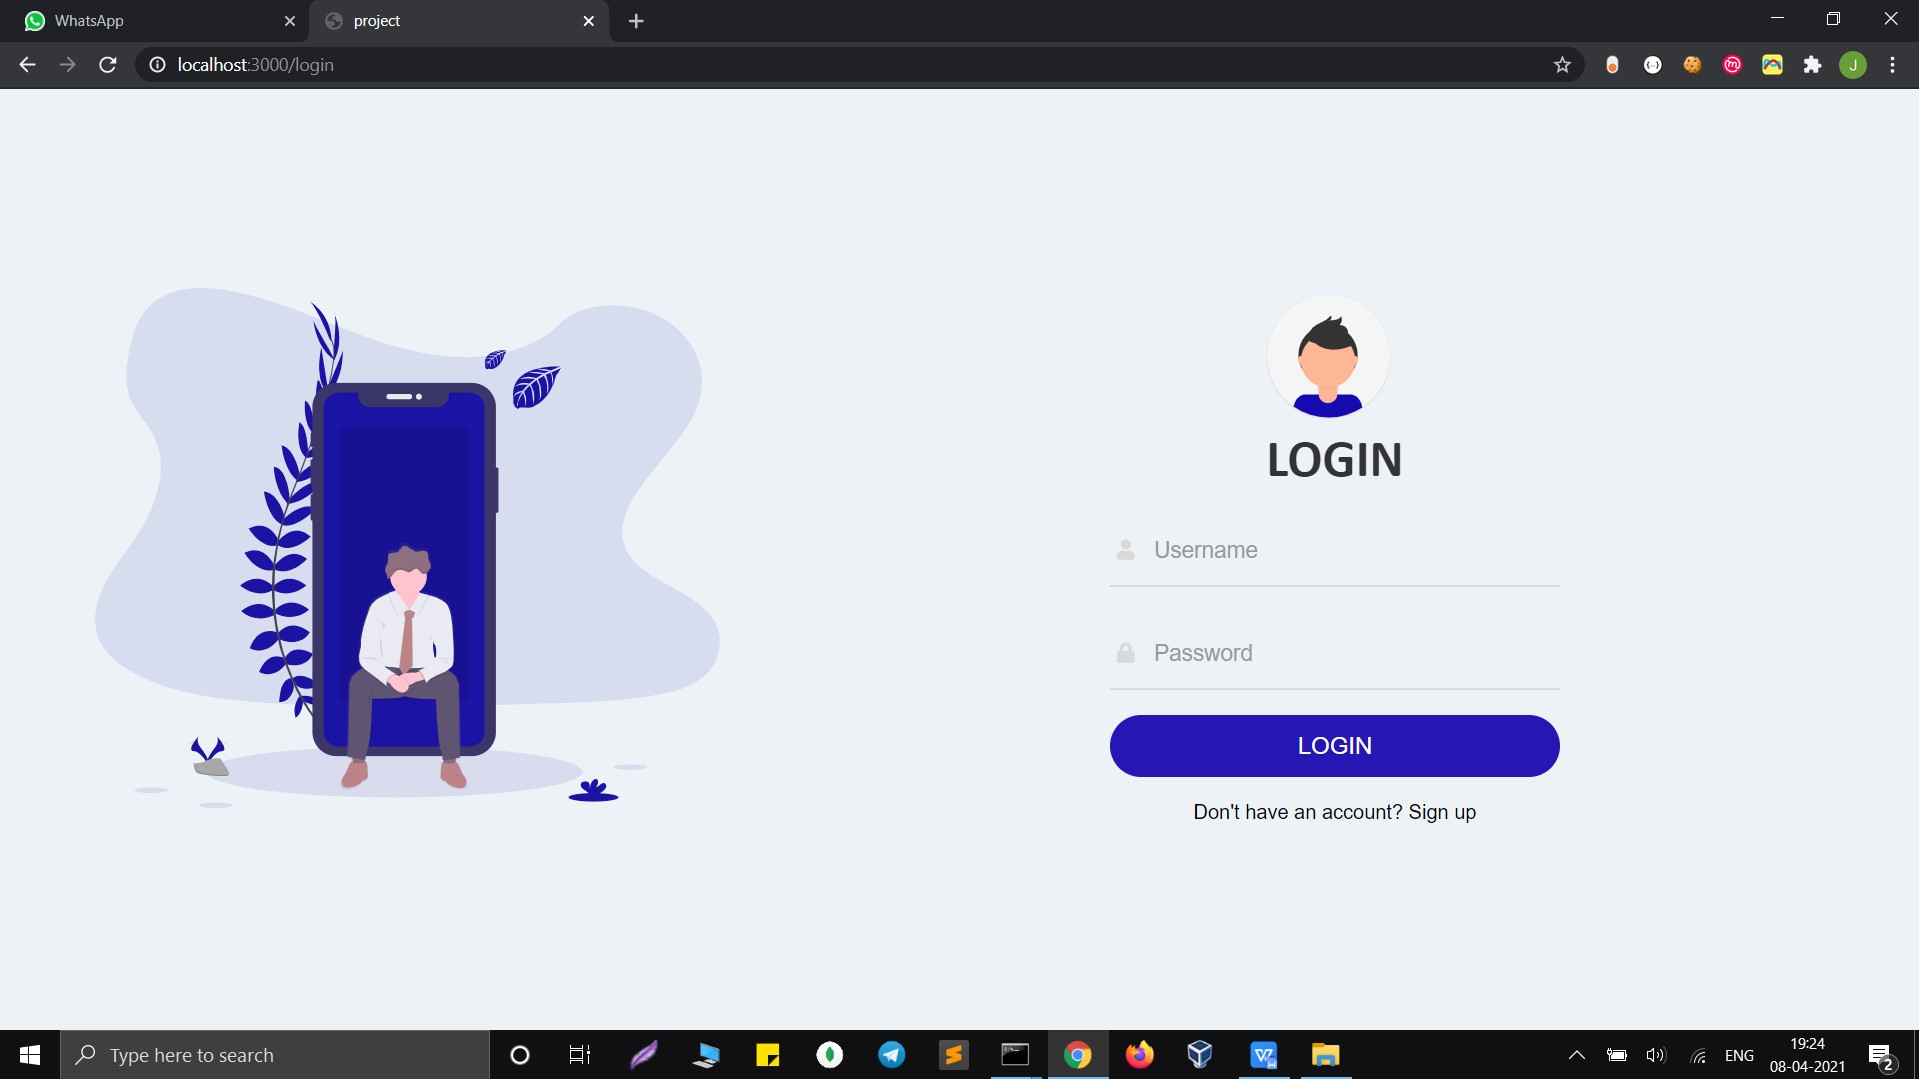 WhatsApp
project
localhost:3000/login
J
LOGIN
Username
Password
LOGIN
Don't have an account? Sign up
Type here to search
ENG
19:24
08-04-2021
2